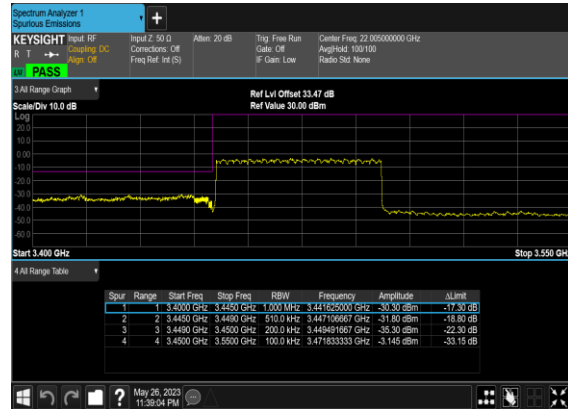 Spectrum Analyzer 1
Spurious Emissions
KEYSIGHT Input: RF Input Z: 50 Ω Atten: 20 dB Trig: Free Run Center Freq: 22.005000000 GHz
R T Coupling: DC Corrections: Off Gate: Off Avg|Hold: 100/100
Align: Off Freq Ref: Int (S) IF Gain: Low Radio Std: None
LW PASS
3 All Range Graph
Ref Lvl Offset 33.47 dB
Scale/Div 10.0 dB Ref Value 30.00 dBm
Log
20.0
10.0
0.00
-10.0
-20.0
-30.0
-40.0
-50.0
-60.0
Start 3.400 GHz Stop 3.550 GHz
4 All Range Table
Spur Range Start Freq Stop Freq RBW Frequency Amplitude ΔLimit
1 1 3.4000 GHz 3.4450 GHz 1.000 MHz 3.441625000 GHz -30.30 dBm -17.30 dB
2 2 3.4450 GHz 3.4490 GHz 510.0 kHz 3.447106667 GHz -31.80 dBm -18.80 dB
3 3 3.4490 GHz 3.4500 GHz 200.0 kHz 3.449491667 GHz -35.30 dBm -22.30 dB
4 4 3.4500 GHz 3.5500 GHz 100.0 kHz 3.471833333 GHz -3.145 dBm -33.15 dB
May 26, 2023
11:39:04 PM